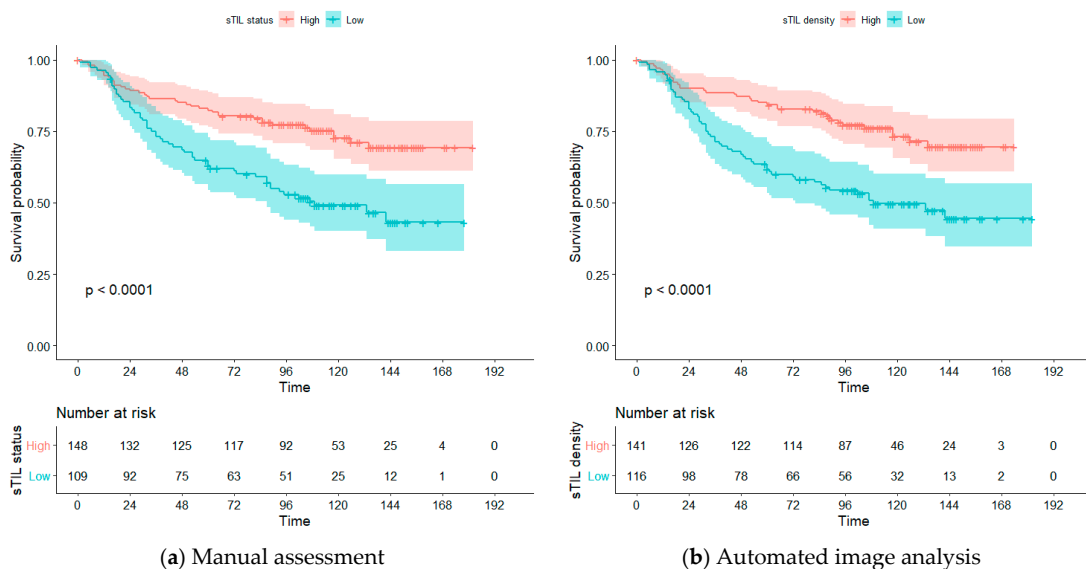 sTIL status High Low
1.00
0.75
0.50
0.25
0.00
Survival probability
p < 0.0001
0 24 48 72 96 120 144 168 192
Time
Number at risk
sTIL status
High 148 132 125 117 92 53 25 4 0
Low 109 92 75 63 51 25 12 1 0
0 24 48 72 96 120 144 168 192
Time
(a) Manual assessment
sTIL density High Low
1.00
0.75
0.50
0.25
0.00
Survival probability
p < 0.0001
0 24 48 72 96 120 144 168 192
Time
Number at risk
sTIL density
High 141 126 122 114 87 46 24 3 0
Low 116 98 78 66 56 32 13 2 0
0 24 48 72 96 120 144 168 192
Time
(b) Automated image analysis